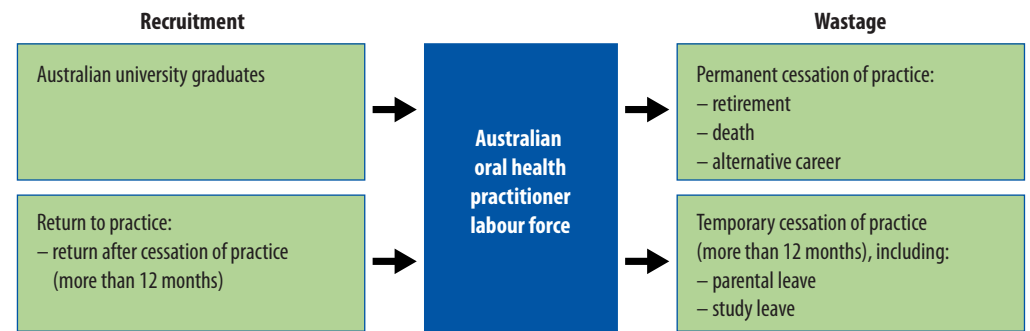 Recruitment
Wastage
Australian university graduates
Return to practice:
– return after cessation of practice
(more than 12 months)
Australian
oral health
practitioner
labour force
Permanent cessation of practice:
– retirement
– death
– alternative career
Temporary cessation of practice
(more than 12 months), including:
– parental leave
– study leave